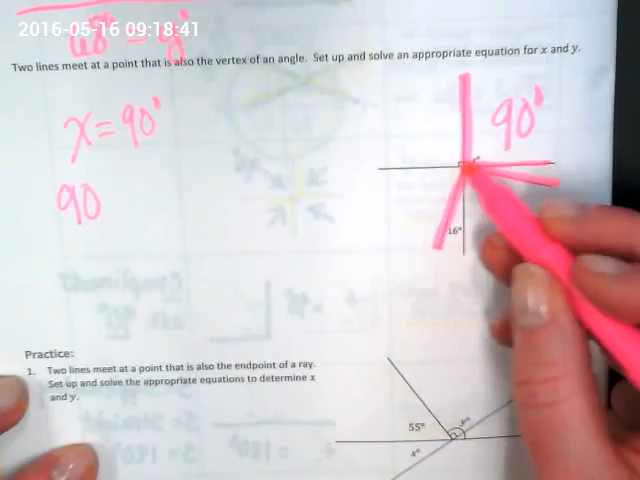 2016-05-16 09:18:41
Two lines meet at a point that is also the vertex of an angle. Set up and solve an appropriate equation for x and y.
x = 90°
90°
90
16°
Practice:
1. Two lines meet at a point that is also the endpoint of a ray.
Set up and solve the appropriate equations to determine x
and y.
55°
4°